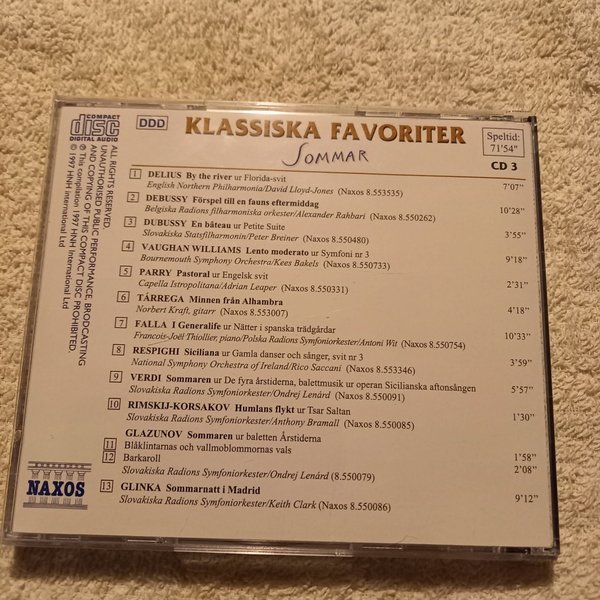 COMPACT
disc
DIGITAL AUDIO
DDD
KLASSISKA FAVORITER
SOMMAR
Speltid:
71'54"
CD 3
1 DELIUS By the river ur Florida-svit
English Northern Philharmonia/David Lloyd-Jones (Naxos 8.553535) 7'07"
2 DEBUSSY Förspel till en fauns eftermiddag
Belgiska Radions filharmoniska orkester/Alexander Rahbari (Naxos 8.550262) 10'28"
3 DUBUSSY En båteau ur Petite Suite
Slovakiska Statsfilharmonin/Peter Breiner (Naxos 8.550480) 3'55"
4 VAUGHAN WILLIAMS Lento moderato ur Symfoni nr 3
Bournemouth Symphony Orchestra/Kees Bakels (Naxos 8.550733) 9'18"
5 PARRY Pastoral ur Engelsk svit
Capella Istropolitana/Adrian Leaper (Naxos 8.550331) 2'31"
6 TÁRREGA Minnen från Alhambra
Norbert Kraft, gitarr (Naxos 8.553007) 4'18"
7 FALLA I Generalife ur Nätter i spanska trädgårdar
Francois-Joël Thiollier, piano/Polska Radions Symfoniorkester/Antoni Wit (Naxos 8.550754) 10'33"
8 RESPIGHI Siciliana ur Gamla danser och sånger, svit nr 3
National Symphony Orchestra of Ireland/Rico Saccani (Naxos 8.553346) 3'59"
9 VERDI Sommaren ur De fyra årstiderna, balettmusik ur operan Sicilianska aftonsången
Slovakiska Radions Symfoniorkester/Ondrej Lenárd (Naxos 8.550091) 5'57"
10 RIMSKIJ-KORSAKOV Humlans flykt ur Tsar Saltan
Slovakiska Radions Symfoniorkester/Anthony Bramall (Naxos 8.550085) 1'30"
GLAZUNOV Sommaren ur baletten Årstiderna
11 Blåklintarnas och vallmoblommornas vals 1'58"
12 Barkaroll 2'08"
Slovakiska Radions Symfoniorkester/Ondrej Lenárd (8.550079)
13 GLINKA Sommarnatt i Madrid
Slovakiska Radions Symfoniorkester/Keith Clark (Naxos 8.550086) 9'12"
ALL RIGHTS RESERVED
UNAUTHORISED PUBLIC PERFORMANCE, BRODCASTING
AND COPYING OF THIS COMPACT DISC PROHIBITED.
℗ This compilation 1997 HNH International Ltd
© 1997 HNH International Ltd
NAXOS